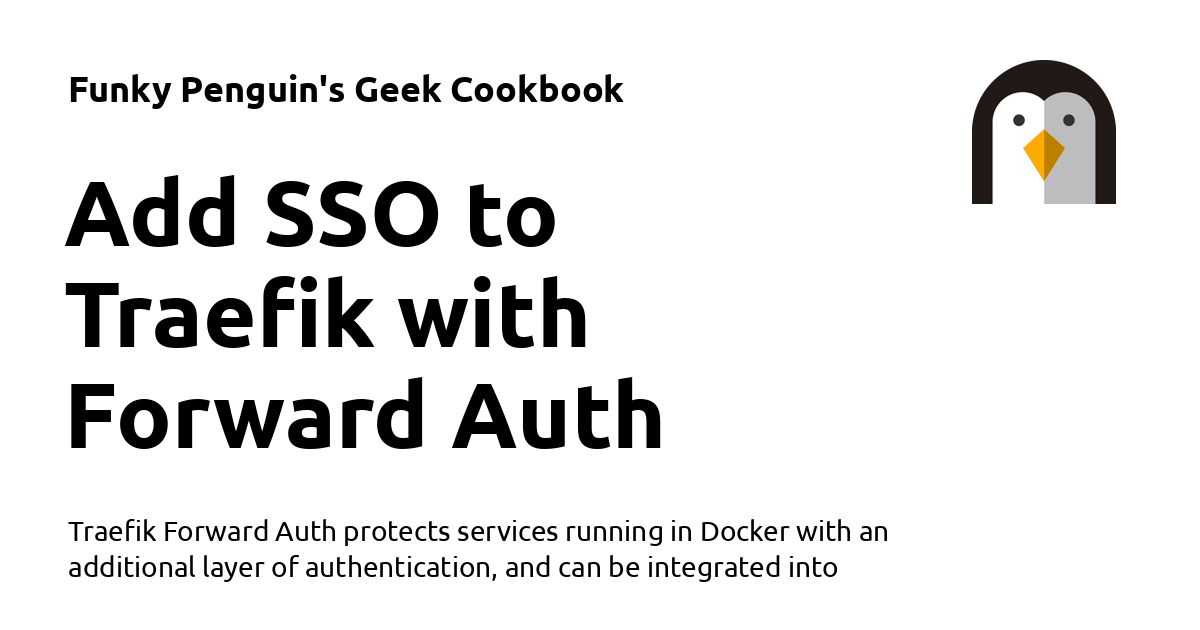 Funky Penguin's Geek Cookbook
Add SSO to
Traefik with
Forward Auth
Traefik Forward Auth protects services running in Docker with an
additional layer of authentication, and can be integrated into